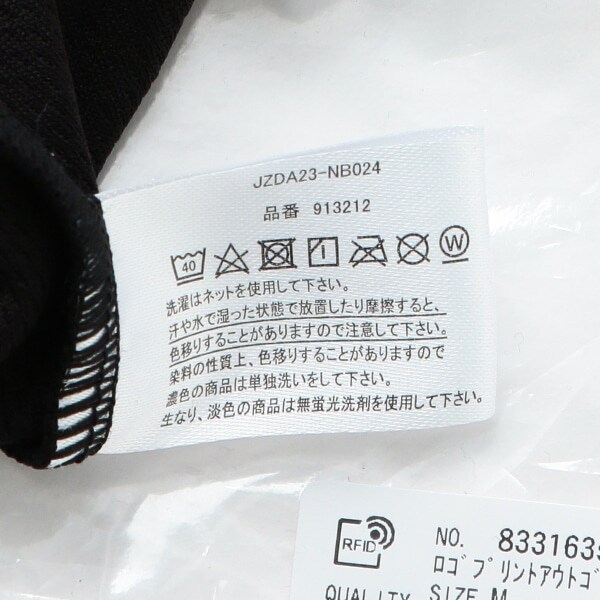 JZDA23-NB024
品番 913212
40 W
洗濯はネットを使用して下さい。
汗や水で湿った状態で放置したり摩擦すると、
色移りすることがありますので注意して下さい。
染料の性質上、色移りすることがありますので
濃色の商品は単独洗いをして下さい。
生なり、淡色の商品は無蛍光洗剤を使用して下さい。
RFID
NO. 833163
ロゴプリントアウトゴ
QUALITY SIZE M